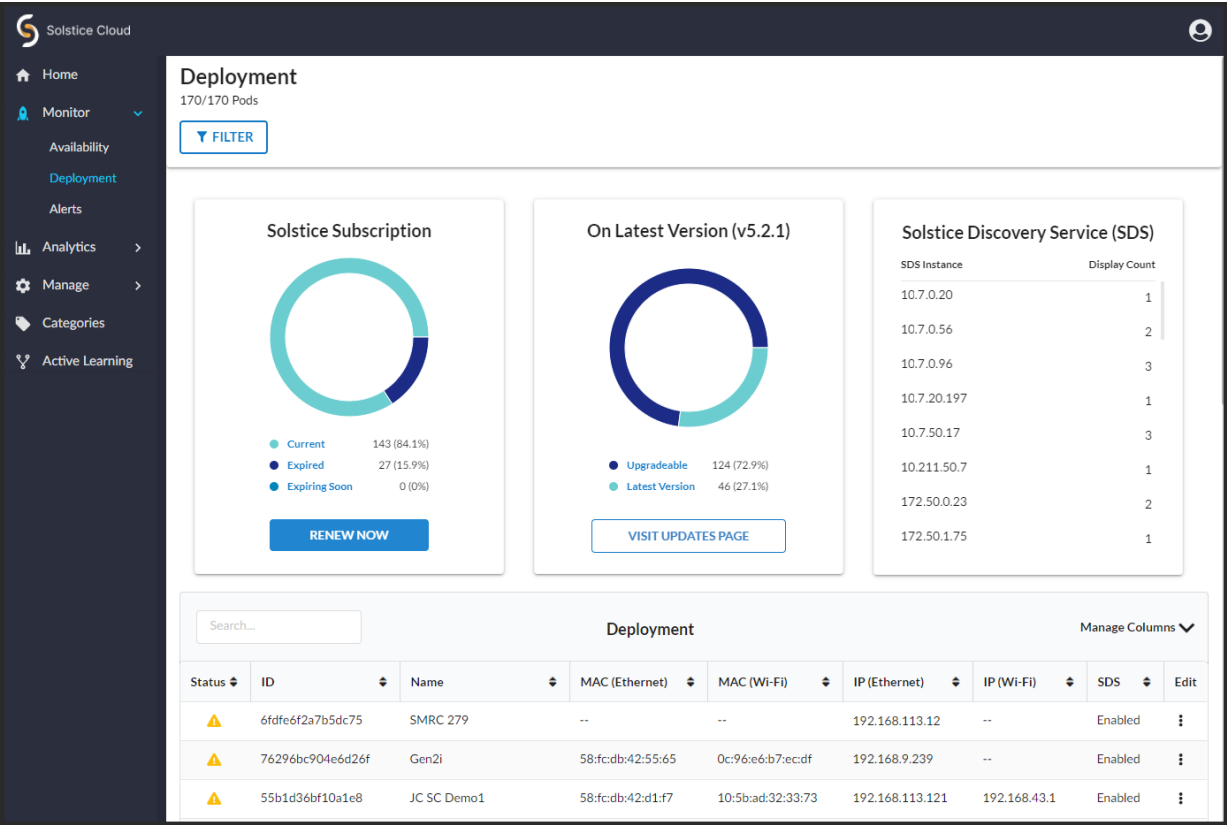 Solstice Cloud
Home
Monitor
Availability
Deployment
Alerts
Analytics
Manage
Categories
Active Learning
Deployment
170/170 Pods
FILTER
Solstice Subscription
Current 143 (84.1%)
Expired 27 (15.9%)
Expiring Soon 0 (0%)
RENEW NOW
On Latest Version (v5.2.1)
Upgradeable 124 (72.9%)
Latest Version 46 (27.1%)
VISIT UPDATES PAGE
Solstice Discovery Service (SDS)
SDS Instance Display Count
10.7.0.20 1
10.7.0.56 2
10.7.0.96 3
10.7.20.197 1
10.7.50.17 3
10.211.50.7 1
172.50.0.23 2
172.50.1.75 1
Search... Deployment Manage Columns
Status ID Name MAC (Ethernet) MAC (Wi-Fi) IP (Ethernet) IP (Wi-Fi) SDS Edit
6fdfe6f2a7b5dc75 SMRC 279 -- -- 192.168.113.12 -- Enabled
76296bc904e6d26f Gen2i 58:fc:db:42:55:65 0c:96:e6:b7:ec:df 192.168.9.239 -- Enabled
55b1d36bf10a1e8 JC SC Demo1 58:fc:db:42:d1:f7 10:5b:ad:32:33:73 192.168.113.121 192.168.43.1 Enabled